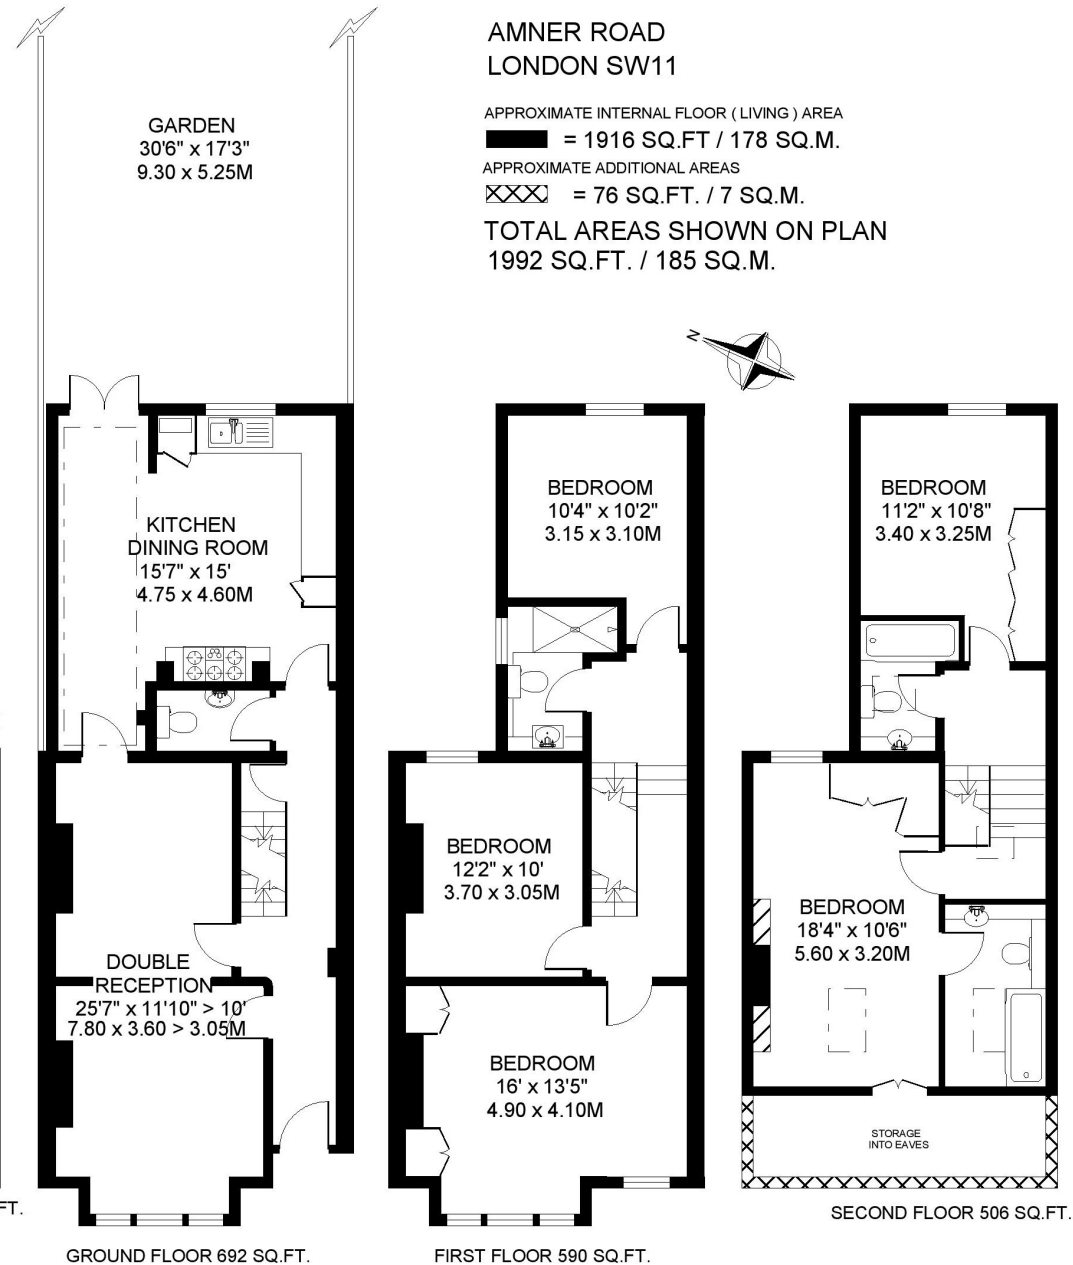 AMNER ROAD
LONDON SW11
APPROXIMATE INTERNAL FLOOR ( LIVING ) AREA
= 1916 SQ.FT / 178 SQ.M.
APPROXIMATE ADDITIONAL AREAS
= 76 SQ.FT. / 7 SQ.M.
TOTAL AREAS SHOWN ON PLAN
1992 SQ.FT. / 185 SQ.M.
N
GARDEN
30'6" x 17'3"
9.30 x 5.25M
KITCHEN
DINING ROOM
15'7" x 15'
4.75 x 4.60M
DOUBLE
RECEPTION
25'7" x 11'10" > 10'
7.80 x 3.60 > 3.05M
FT.
GROUND FLOOR 692 SQ.FT.
BEDROOM
10'4" x 10'2"
3.15 x 3.10M
BEDROOM
12'2" x 10'
3.70 x 3.05M
BEDROOM
16' x 13'5"
4.90 x 4.10M
FIRST FLOOR 590 SQ.FT.
BEDROOM
11'2" x 10'8"
3.40 x 3.25M
BEDROOM
18'4" x 10'6"
5.60 x 3.20M
STORAGE
INTO EAVES
SECOND FLOOR 506 SQ.FT.